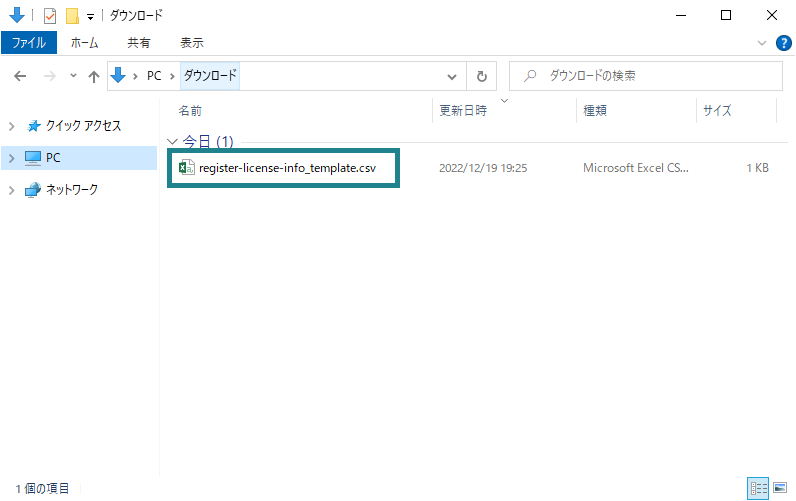 ダウンロード
ファイル ホーム 共有 表示
PC ダウンロード ダウンロードの検索
名前 更新日時 種類 サイズ
クイック アクセス
PC
ネットワーク
今日 (1)
register-license-info_template.csv 2022/12/19 19:25 Microsoft Excel CS... 1 KB
1 個の項目